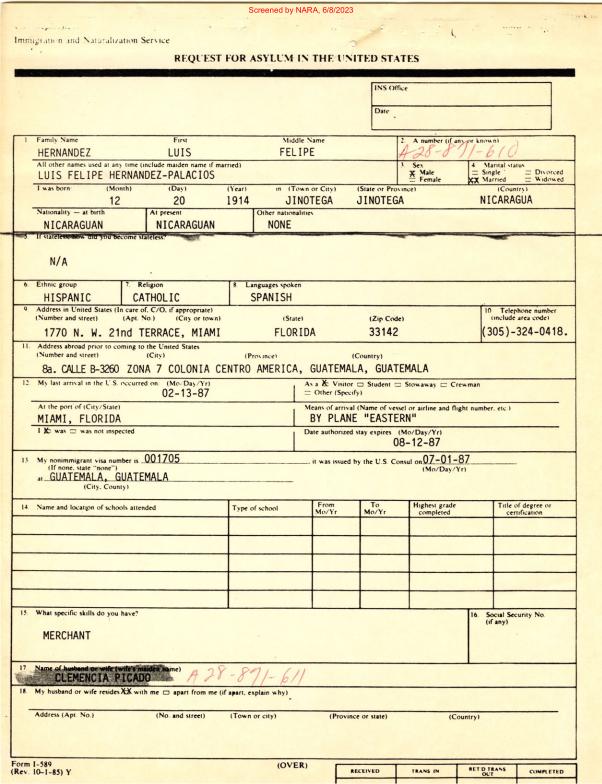 Screened by NARA, 6/8/2023
Immigration and Naturalization Service
REQUEST FOR ASYLUM IN THE UNITED STATES
INS Office
Date
1. Family Name First Middle Name
HERNANDEZ LUIS FELIPE
2. A number (if any or known)
A28-871-610
All other names used at any time (include maiden name if married)
LUIS FELIPE HERNANDEZ-PALACIOS
3. Sex
X Male
Female
4. Marital status
Single Divorced
XX Married Widowed
I was born: (Month) (Day) (Year) in (Town or City) (State or Province) (Country)
12 20 1914 JINOTEGA JINOTEGA NICARAGUA
Nationality — at birth At present Other nationalities
NICARAGUAN NICARAGUAN NONE
5. If stateless, how did you become stateless?
N/A
6. Ethnic group 7. Religion 8. Languages spoken
HISPANIC CATHOLIC SPANISH
9. Address in United States (In care of, C/O, if appropriate)
(Number and street) (Apt. No.) (City or town) (State) (Zip Code)
1770 N. W. 21nd TERRACE, MIAMI FLORIDA 33142
10. Telephone number
(include area code)
(305)-324-0418.
11. Address abroad prior to coming to the United States
(Number and street) (City) (Province) (Country)
8a. CALLE B-3260 ZONA 7 COLONIA CENTRO AMERICA, GUATEMALA, GUATEMALA
12. My last arrival in the U.S. occurred on: (Mo/Day/Yr)
02-13-87
As a X Visitor Student Stowaway Crewman
Other (Specify)
At the port of (City/State)
MIAMI, FLORIDA
Means of arrival (Name of vessel or airline and flight number, etc.)
BY PLANE "EASTERN"
I X was was not inspected
Date authorized stay expires (Mo/Day/Yr)
08-12-87
13. My nonimmigrant visa number is 001705, it was issued by the U.S. Consul on 07-01-87
(If none, state "none") (Mo/Day/Yr)
at GUATEMALA, GUATEMALA
(City, County)
14. Name and location of schools attended Type of school From Mo/Yr To Mo/Yr Highest grade completed Title of degree or certification
15. What specific skills do you have?
MERCHANT
16. Social Security No.
(if any)
17. Name of husband or wife (wife's maiden name)
CLEMENCIA PICADO A28-871-611
18. My husband or wife resides XX with me apart from me (if apart, explain why)
Address (Apt. No.) (No. and street) (Town or city) (Province or state) (Country)
Form I-589
(Rev. 10-1-85) Y
(OVER)
RECEIVED TRANS IN RET'D TRANS OUT COMPLETED